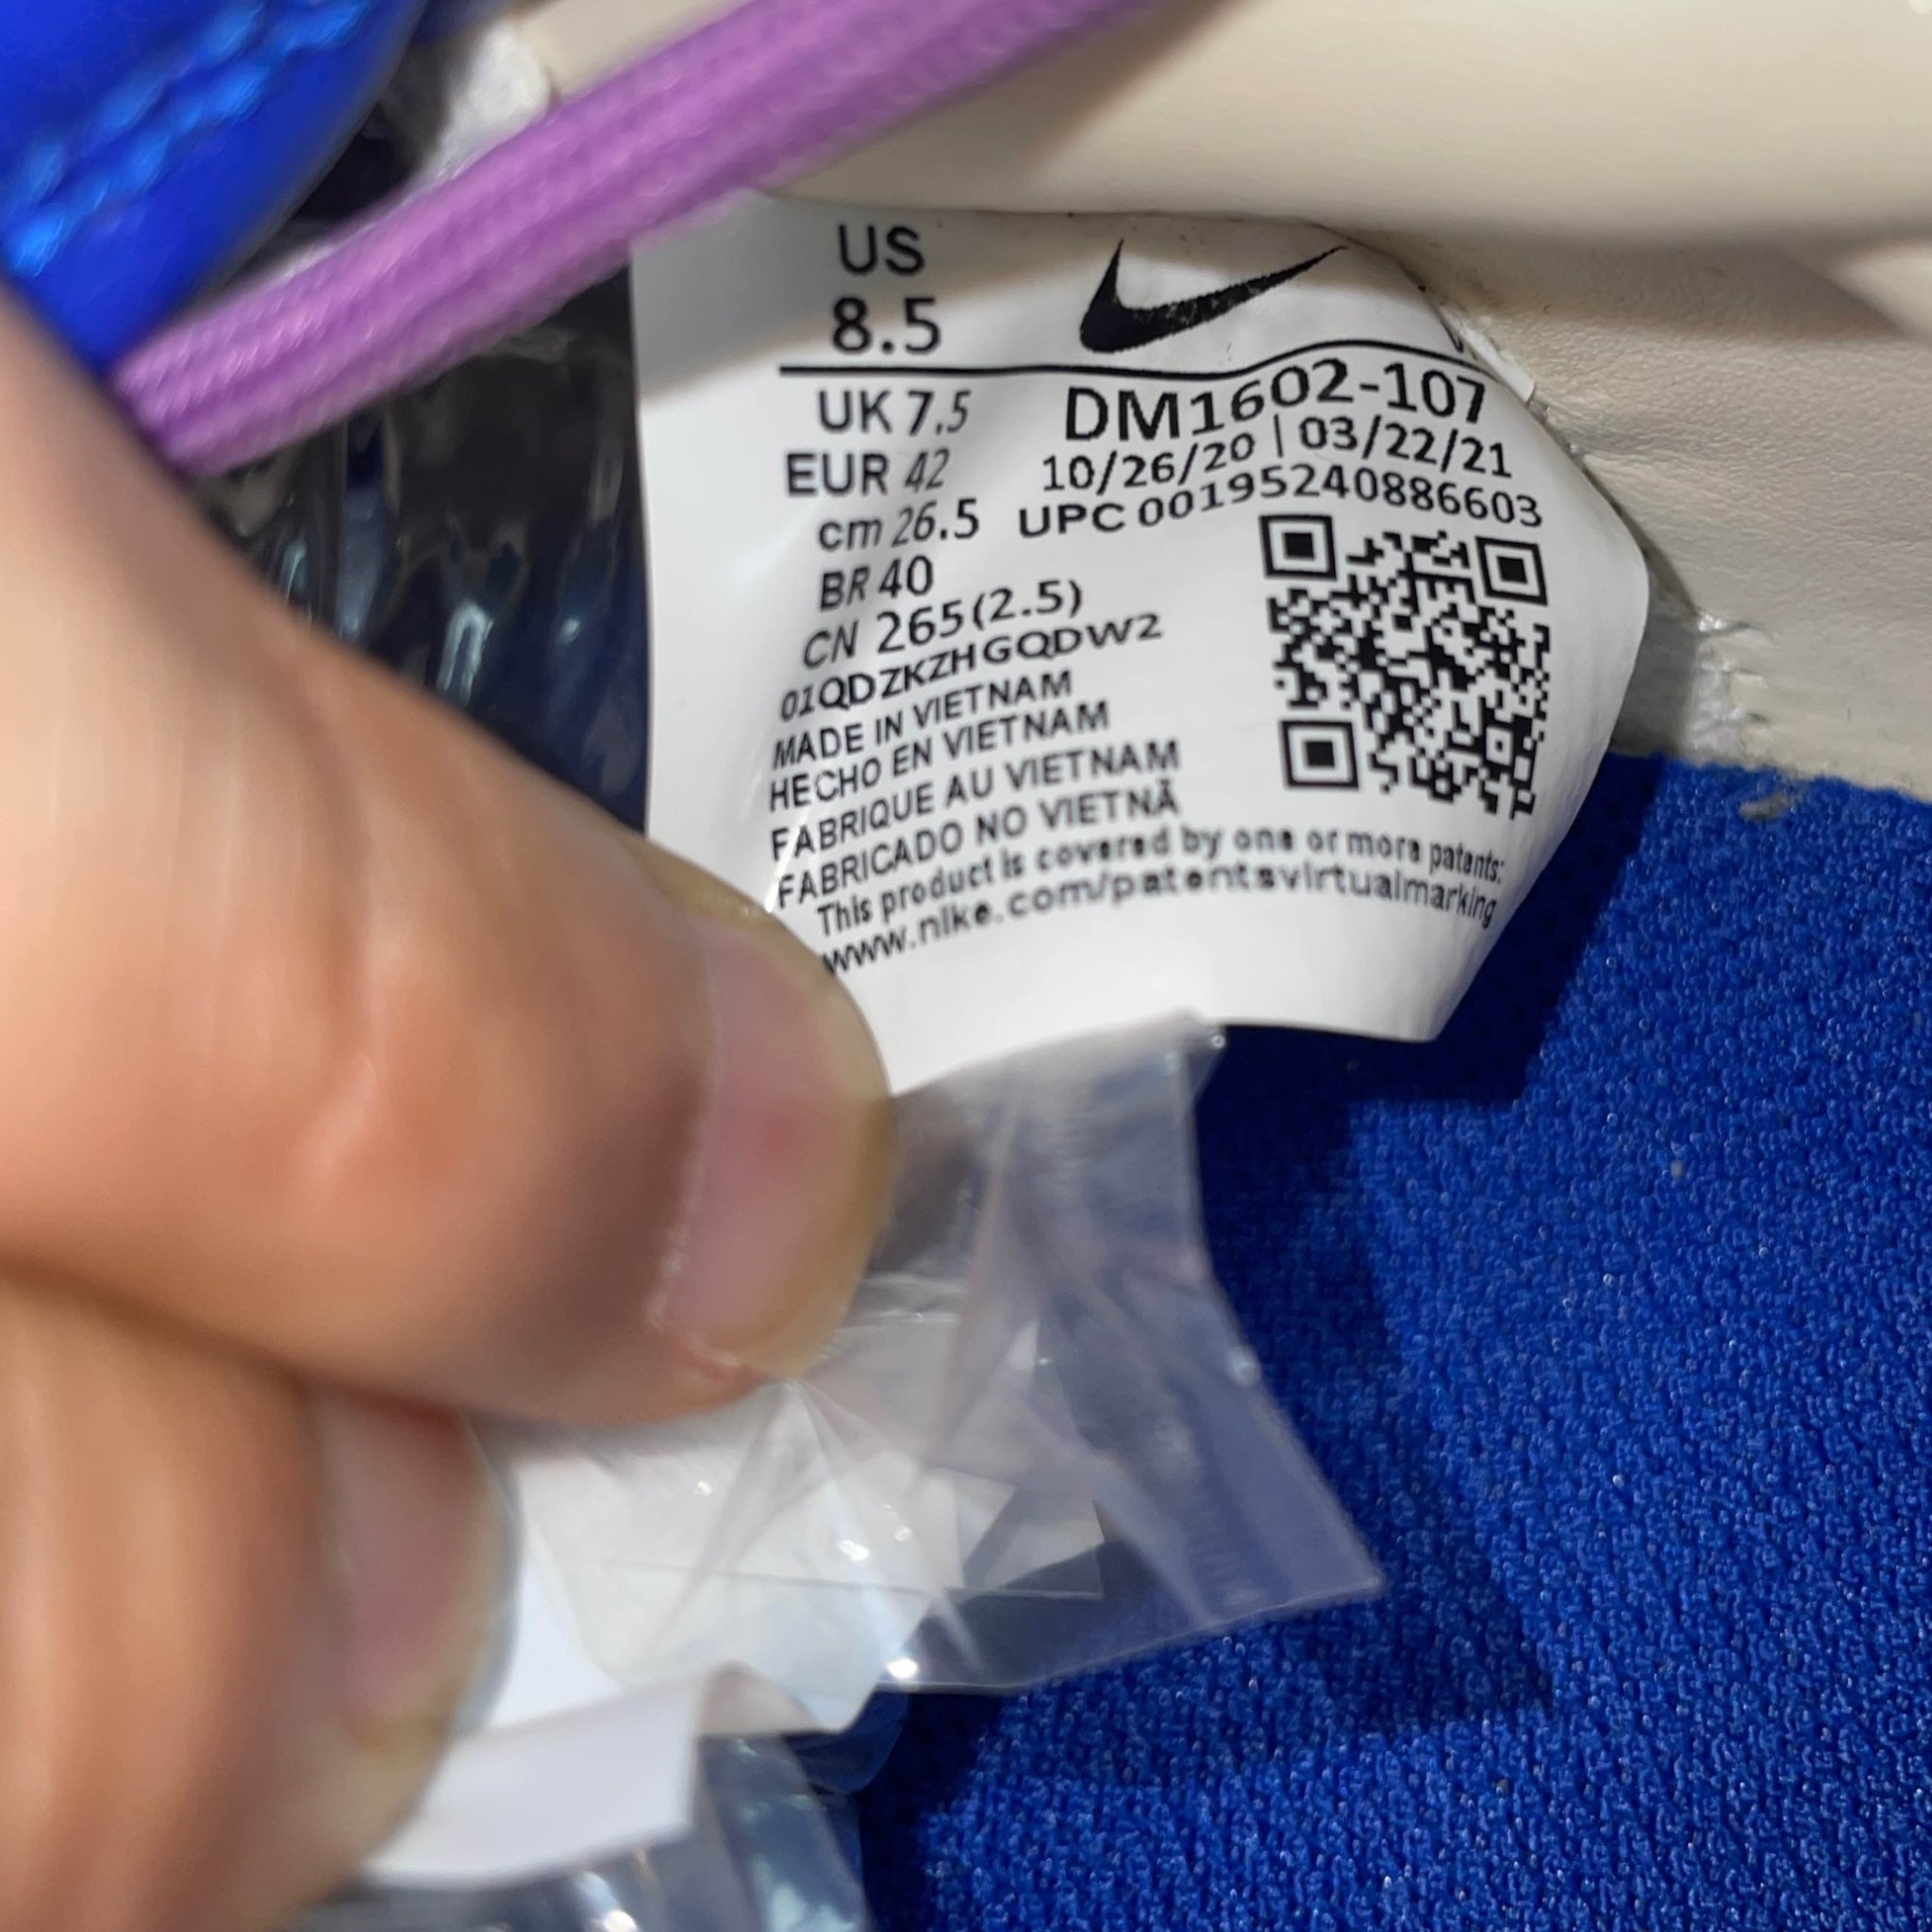 US
8.5
UK 7.5
EUR 42
cm 26.5
BR 40
CN 265(2.5)
DM1602-107
10/26/20 | 03/22/21
UPC 00195240886603
01QDZKZHGQDW2
MADE IN VIETNAM
HECHO EN VIETNAM
FABRIQUE AU VIETNAM
FABRICADO NO VIETNÃ
This product is covered by one or more patents:
www.nike.com/patentsvirtualmarking